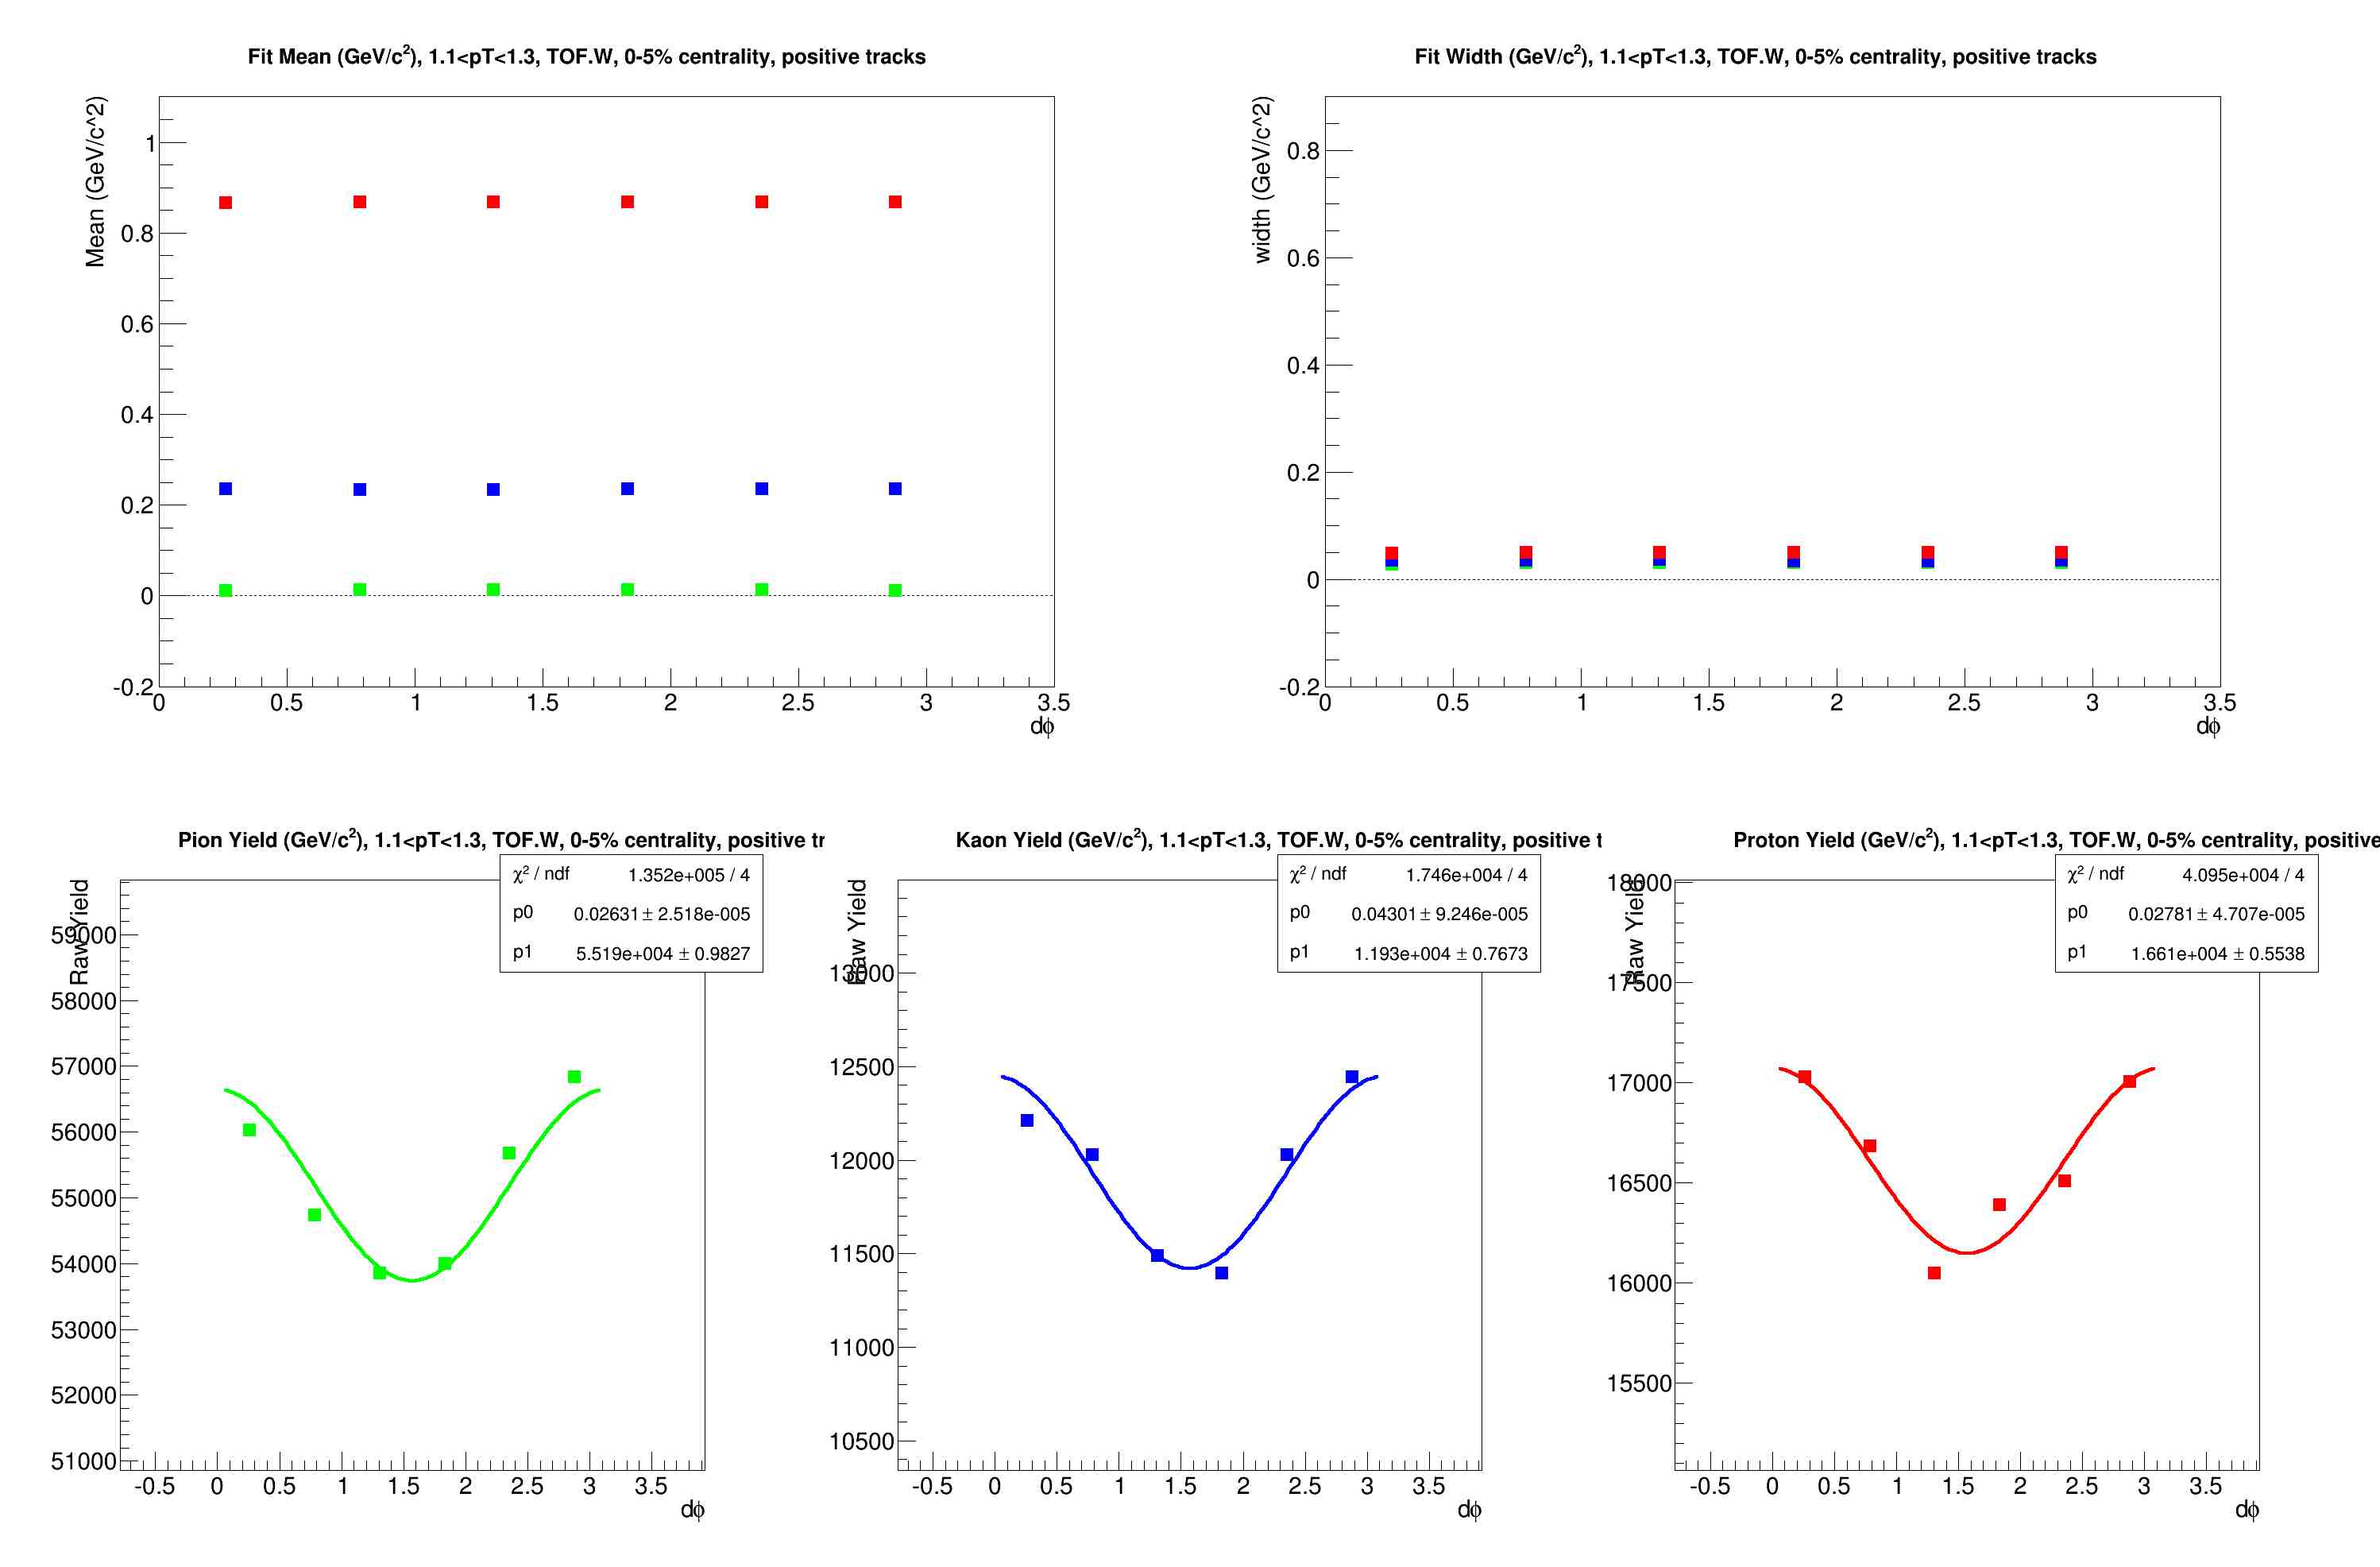 Fit Mean (GeV/c²), 1.1<pT<1.3, TOF.W, 0-5% centrality, positive tracks
Mean (GeV/c^2)
1
0.8
0.6
0.4
0.2
0
-0.2
0 0.5 1 1.5 2 2.5 3 3.5
dϕ
Fit Width (GeV/c²), 1.1<pT<1.3, TOF.W, 0-5% centrality, positive tracks
width (GeV/c^2)
0.8
0.6
0.4
0.2
0
-0.2
0 0.5 1 1.5 2 2.5 3 3.5
dϕ
Pion Yield (GeV/c²), 1.1<pT<1.3, TOF.W, 0-5% centrality, positive tr
χ² / ndf 1.352e+005 / 4
p0 0.02631 ± 2.518e-005
p1 5.519e+004 ± 0.9827
Raw Yield
59000
58000
57000
56000
55000
54000
53000
52000
51000
-0.5 0 0.5 1 1.5 2 2.5 3 3.5
dϕ
Kaon Yield (GeV/c²), 1.1<pT<1.3, TOF.W, 0-5% centrality, positive t
χ² / ndf 1.746e+004 / 4
p0 0.04301 ± 9.246e-005
p1 1.193e+004 ± 0.7673
Raw Yield
13000
12500
12000
11500
11000
10500
-0.5 0 0.5 1 1.5 2 2.5 3 3.5
dϕ
Proton Yield (GeV/c²), 1.1<pT<1.3, TOF.W, 0-5% centrality, positive
χ² / ndf 4.095e+004 / 4
p0 0.02781 ± 4.707e-005
p1 1.661e+004 ± 0.5538
Raw Yield
18000
17500
17000
16500
16000
15500
-0.5 0 0.5 1 1.5 2 2.5 3 3.5
dϕ